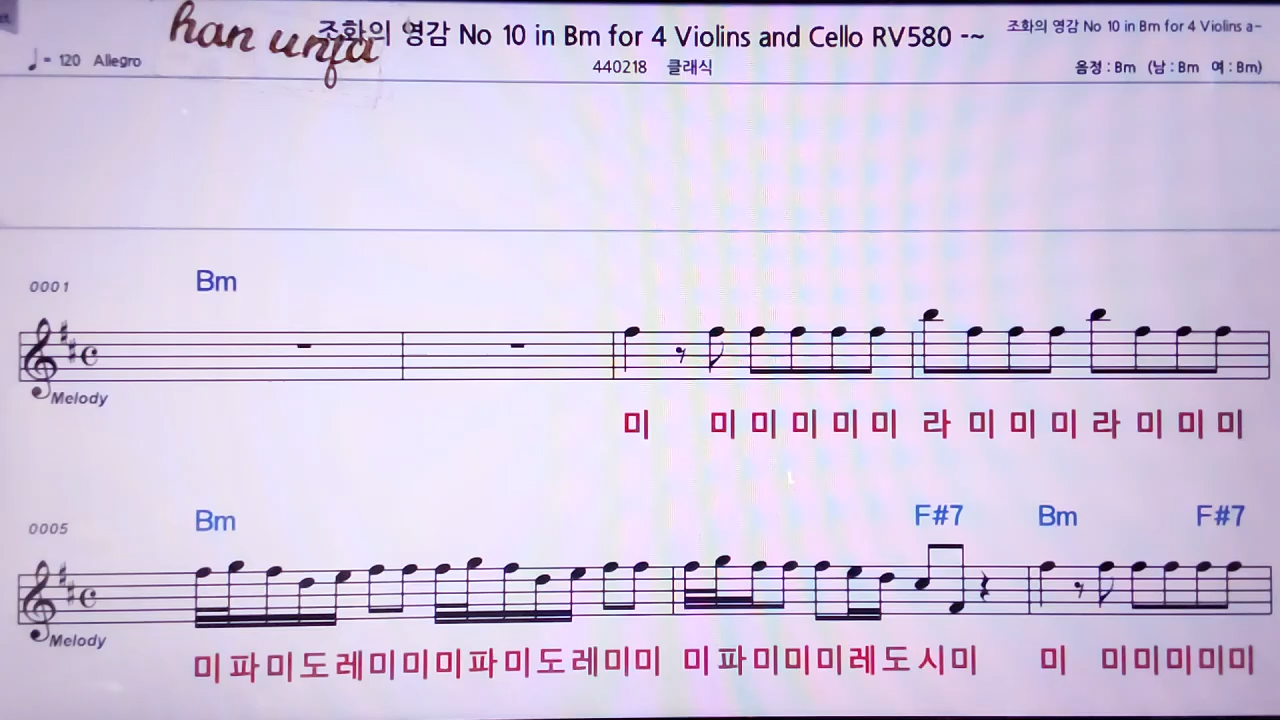 han unfa
조화의 영감 No 10 in Bm for 4 Violins and Cello RV580 -~
조화의 영감 No 10 in Bm for 4 Violins a~
♩= 120 Allegro
440218 클래식
음정 : Bm (남 : Bm 여 : Bm)
0001 Bm
Melody
미 미 미 미 미 미 라 미 미 미 라 미 미 미
0005 Bm F#7 Bm F#7
Melody
미 파 미 도 레 미 미 미 파 미 도 레 미 미 미 파 미 미 미 레 도 시 미 미 미 미 미 미 미